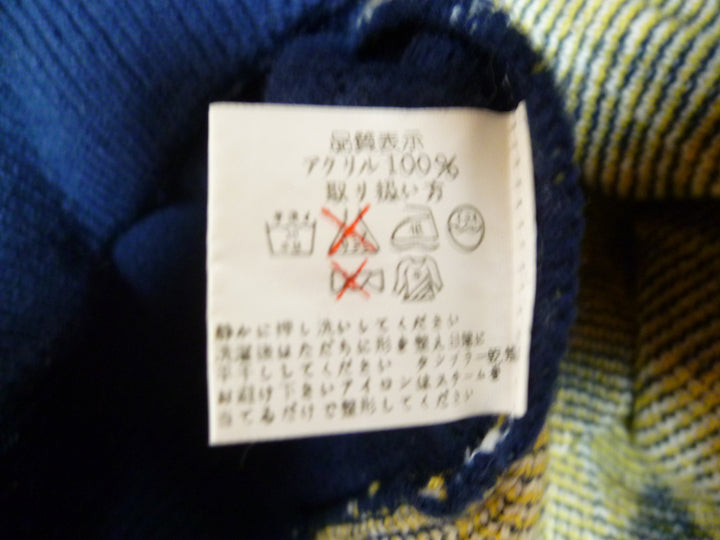 品質表示
アクリル100%
取り扱い方
静かに押し洗いしてください
洗濯後はただちに形を整え日陰に
平干ししてください タンブラー乾燥
お避け下さいアイロンはスチームを
当てるだけで整形してください